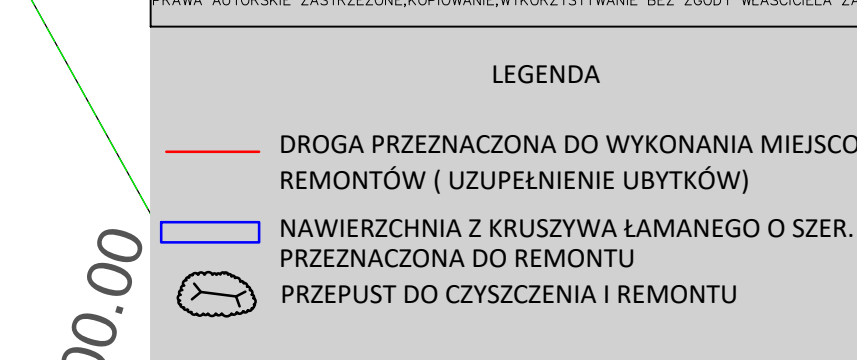 PRAWA AUTORSKIE ZASTRZEŻONE,KOPIOWANIE,WYKORZYSTYWANIE BEZ ZGODY WŁAŚCICIELA ZA
LEGENDA
DROGA PRZEZNACZONA DO WYKONANIA MIEJSCO
REMONTÓW ( UZUPEŁNIENIE UBYTKÓW)
NAWIERZCHNIA Z KRUSZYWA ŁAMANEGO O SZER.
PRZEZNACZONA DO REMONTU
PRZEPUST DO CZYSZCZENIA I REMONTU
00.00